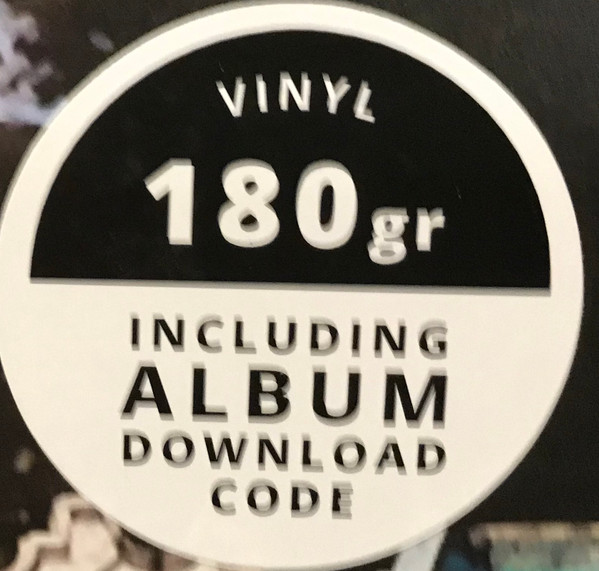 VINYL
180gr
INCLUDING
ALBUM
DOWNLOAD
CODE